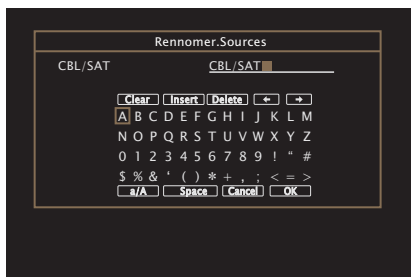 Rennomer.Sources
CBL/SAT CBL/SAT
Clear Insert Delete ← →
A B C D E F G H I J K L M
N O P Q R S T U V W X Y Z
0 1 2 3 4 5 6 7 8 9 ! “ #
$ % & ‘ ( ) * + , ; < = >
a/A Space Cancel OK